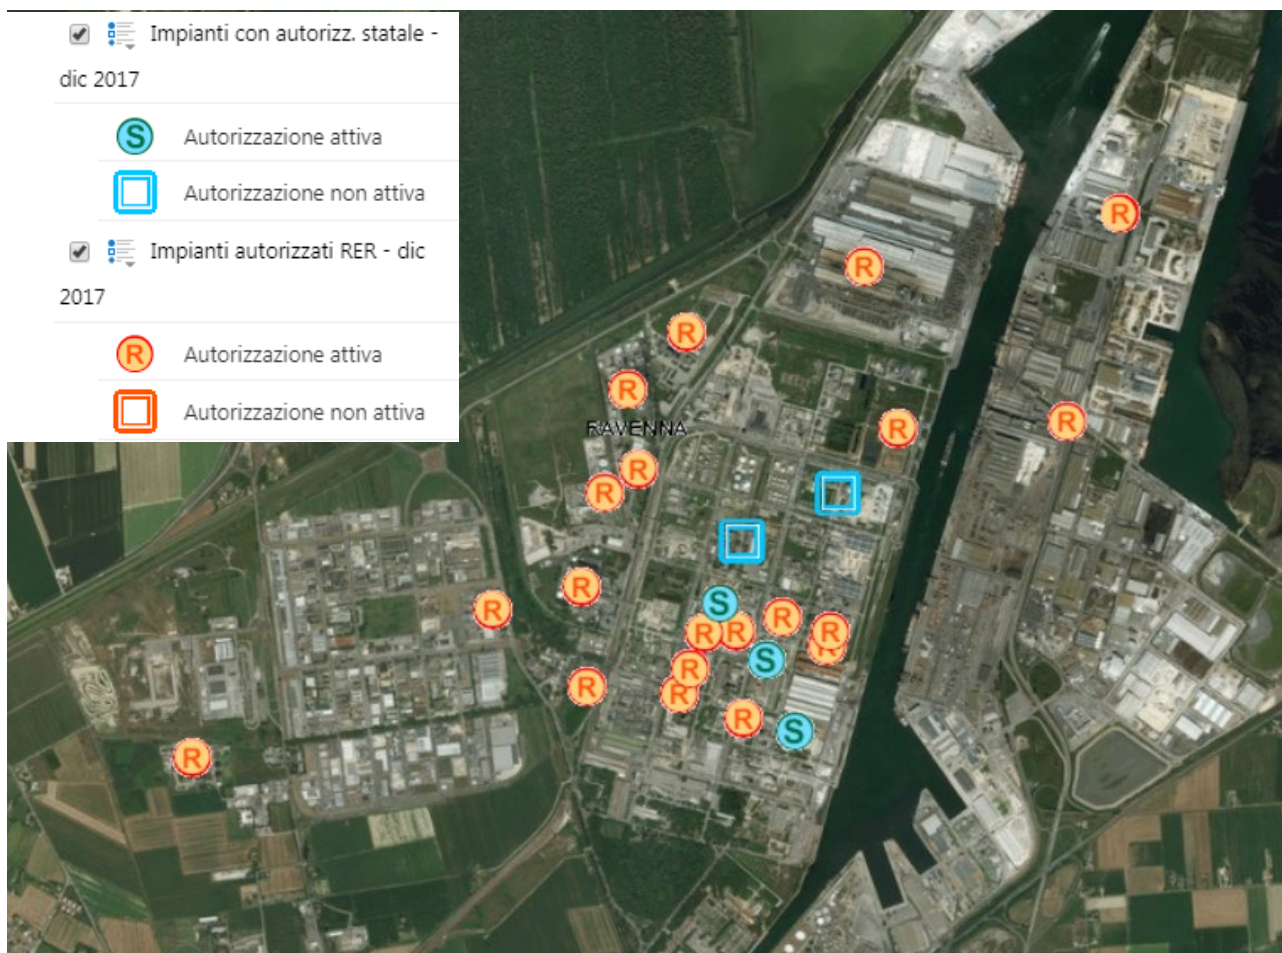 Impianti con autorizz. statale -
dic 2017
S Autorizzazione attiva
Autorizzazione non attiva
Impianti autorizzati RER - dic
2017
R Autorizzazione attiva
Autorizzazione non attiva
R
R
R
R
RAVENNA
R
R
R
R
R
R
S
R
R
R
R
R
S
R
R
R
R
R
S
R